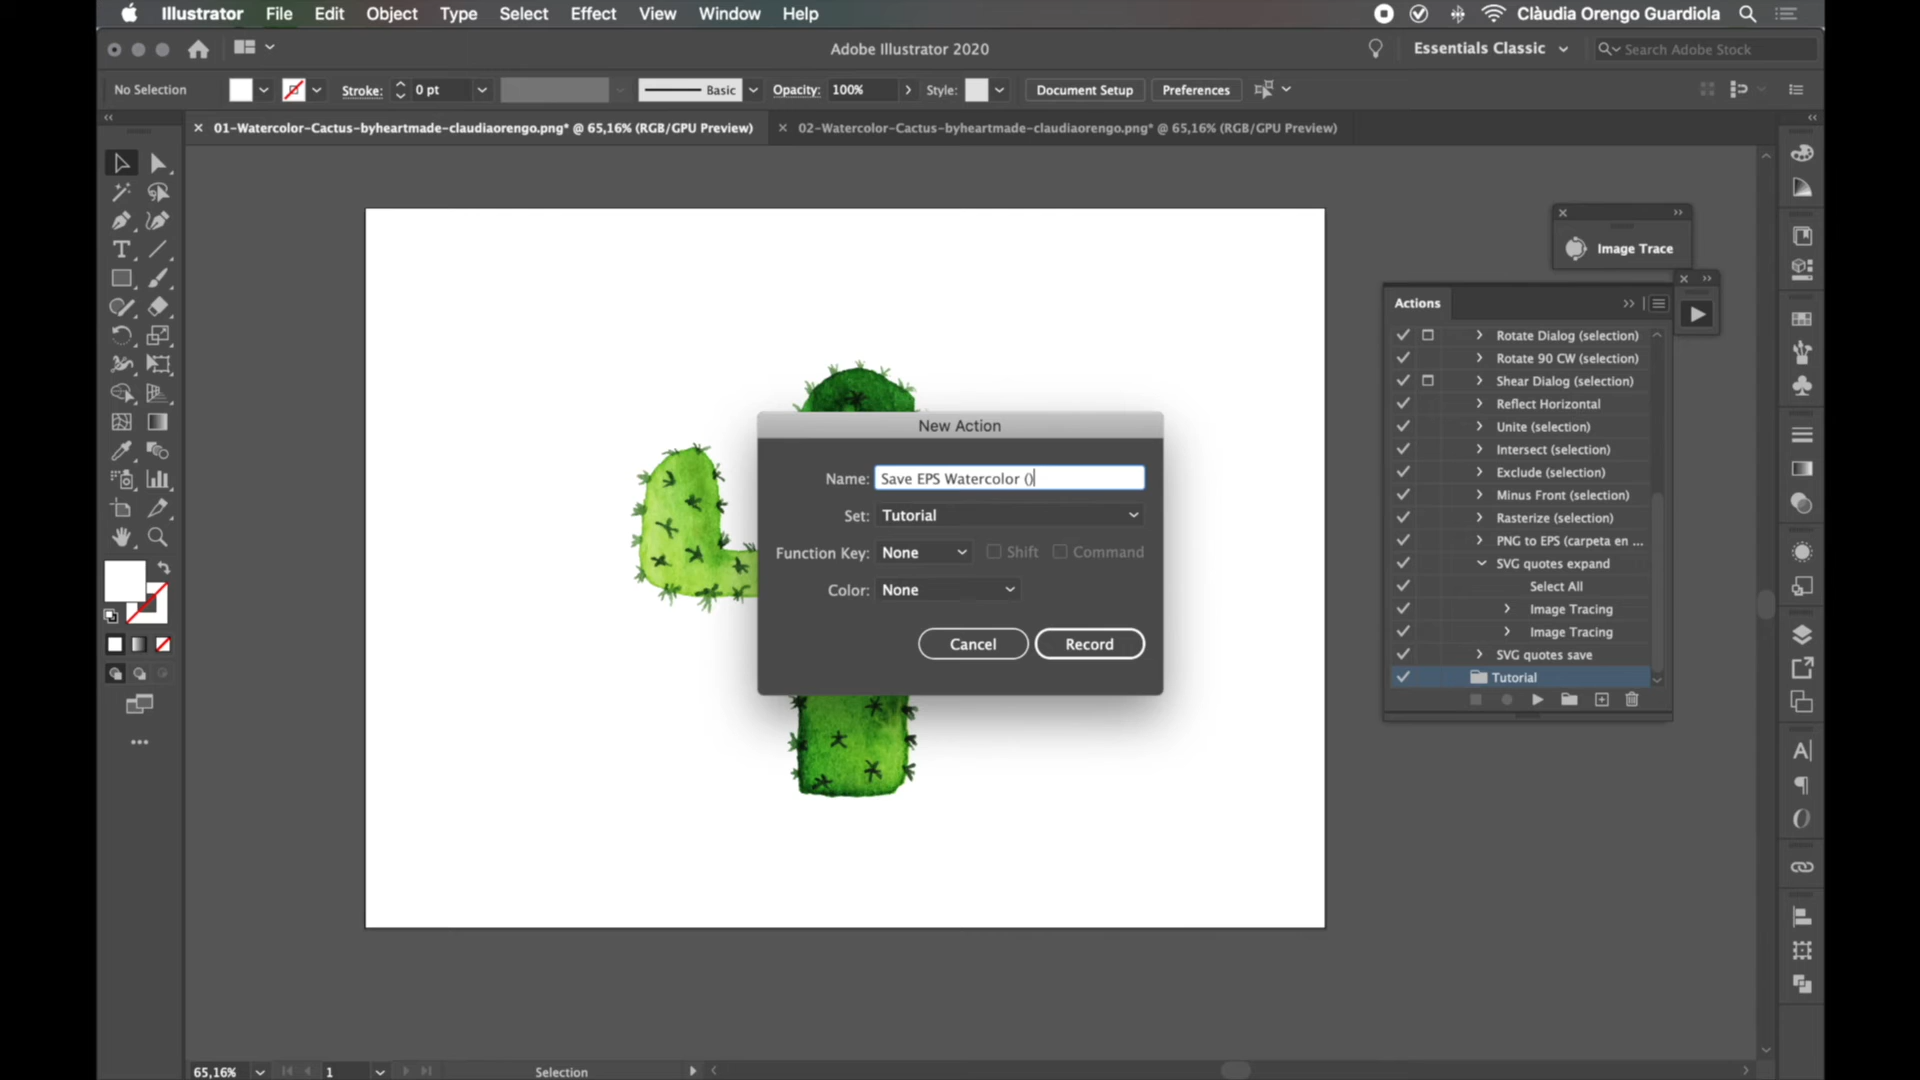 Illustrator File Edit Object Type Select Effect View Window Help Clàudia Orengo Guardiola
Adobe Illustrator 2020 Essentials Classic Search Adobe Stock
No Selection Stroke: 0 pt Basic Opacity: 100% Style: Document Setup Preferences
01-Watercolor-Cactus-byheartmade-claudiaorengo.png* @ 65,16% (RGB/GPU Preview) 02-Watercolor-Cactus-byheartmade-claudiaorengo.png* @ 65,16% (RGB/GPU Preview)
Image Trace
Actions
Rotate Dialog (selection)
Rotate 90 CW (selection)
Shear Dialog (selection)
Reflect Horizontal
Unite (selection)
Intersect (selection)
Exclude (selection)
Minus Front (selection)
Rasterize (selection)
PNG to EPS (carpeta en ...
SVG quotes expand
Select All
Image Tracing
Image Tracing
SVG quotes save
Tutorial
New Action
Name: Save EPS Watercolor ()
Set: Tutorial
Function Key: None Shift Command
Color: None
Cancel Record
65,16% 1 Selection